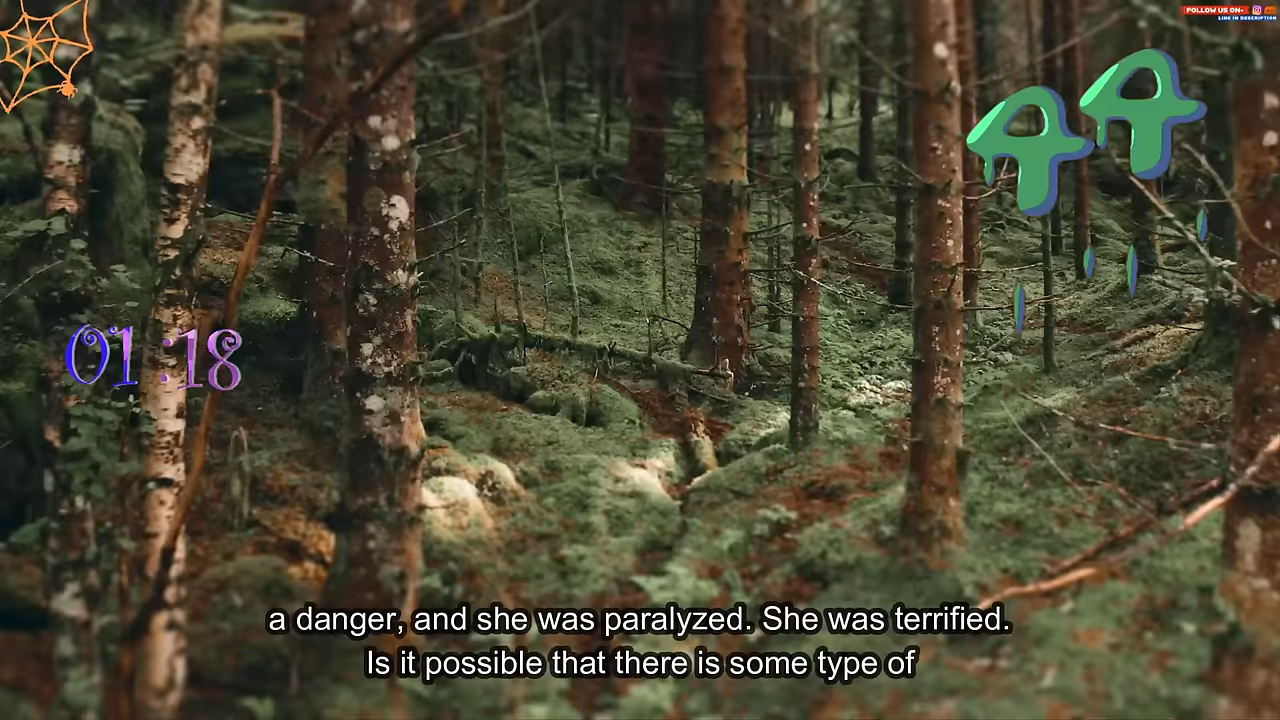 FOLLOW US ON-
LINK IN DESCRIPTION
01:18
a danger, and she was paralyzed. She was terrified.
Is it possible that there is some type of